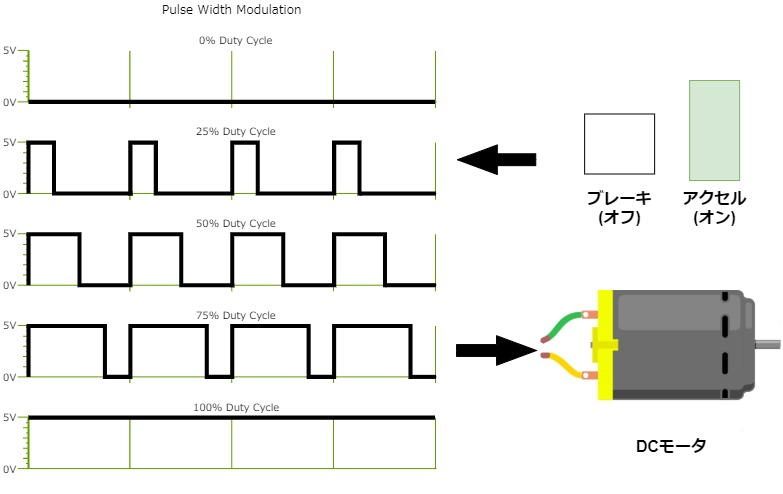 Pulse Width Modulation
0% Duty Cycle
5V
0V
25% Duty Cycle
5V
0V
50% Duty Cycle
5V
0V
75% Duty Cycle
5V
0V
100% Duty Cycle
5V
0V
ブレーキ
(オフ)
アクセル
(オン)
DCモータ